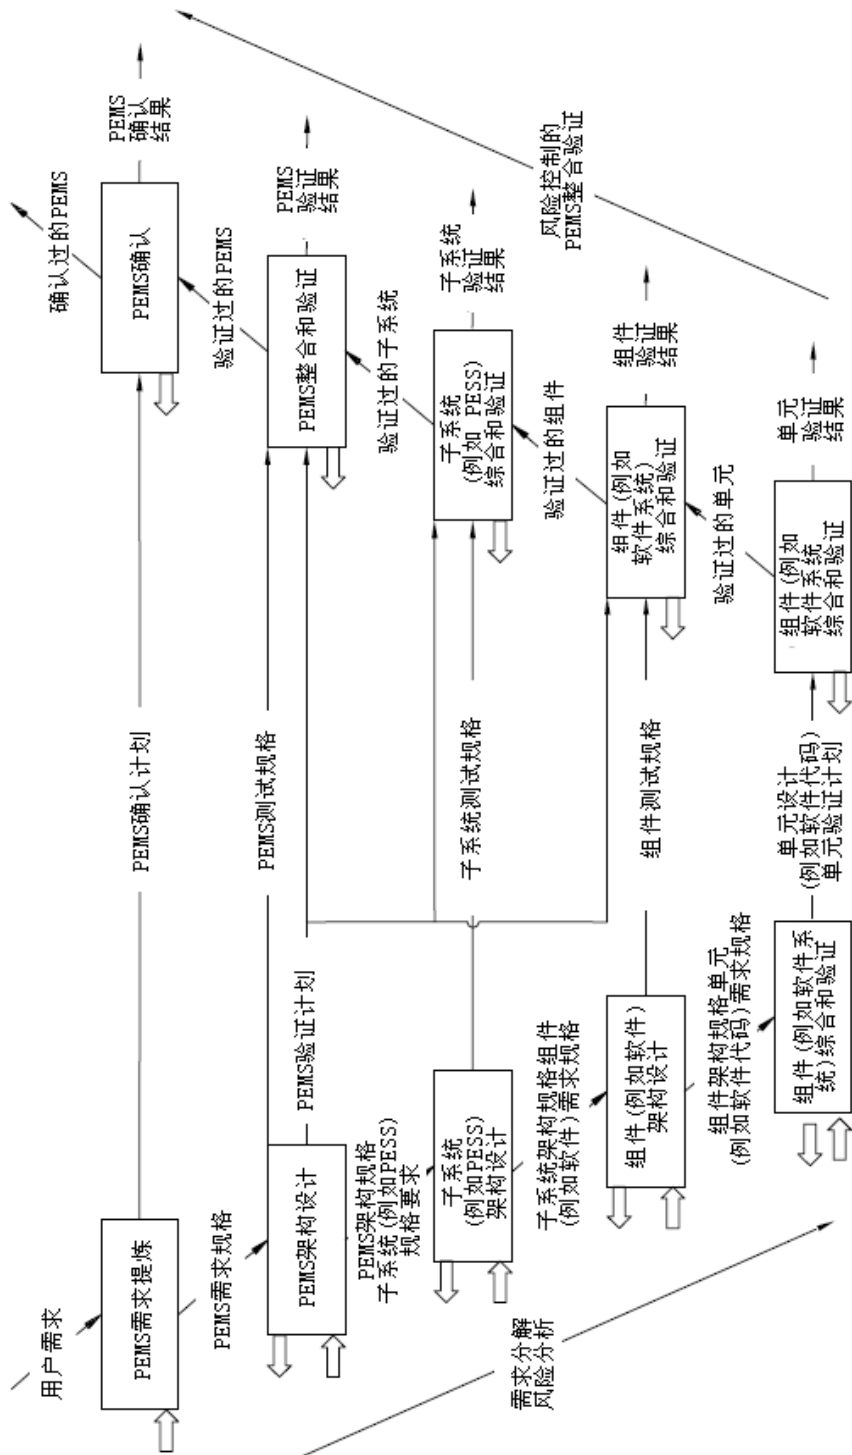 用户需求
PEMS需求提炼
PEMS需求规格
PEMS架构设计
PEMS架构规格
子系统(例如PESS)
规格要求
子系统
(例如PESS)
架构设计
子系统架构规格组件
(例如软件)需求规格
组件(例如软件)
架构设计
组件架构规格单元
(例如软件代码)需求规格
组件(例如软件系
统)综合和验证
需求分解
风险分析
PEMS确认计划
PEMS测试规格
PEMS验证计划
子系统测试规格
组件测试规格
单元设计
(例如软件代码)
单元验证计划
确认过的PEMS
PEMS确认
PEMS
确认
结果
验证过的PEMS
PEMS整合和验证
PEMS
验证
结果
验证过的子系统
子系统
(例如 PESS)
综合和验证
子系统
验证
结果
验证过的组件
组件(例如
软件系统)
综合和验证
组件
验证
结果
验证过的单元
组件(例如
软件系统
综合和验证
单元
验证
结果
风险控制的
PEMS整合验证